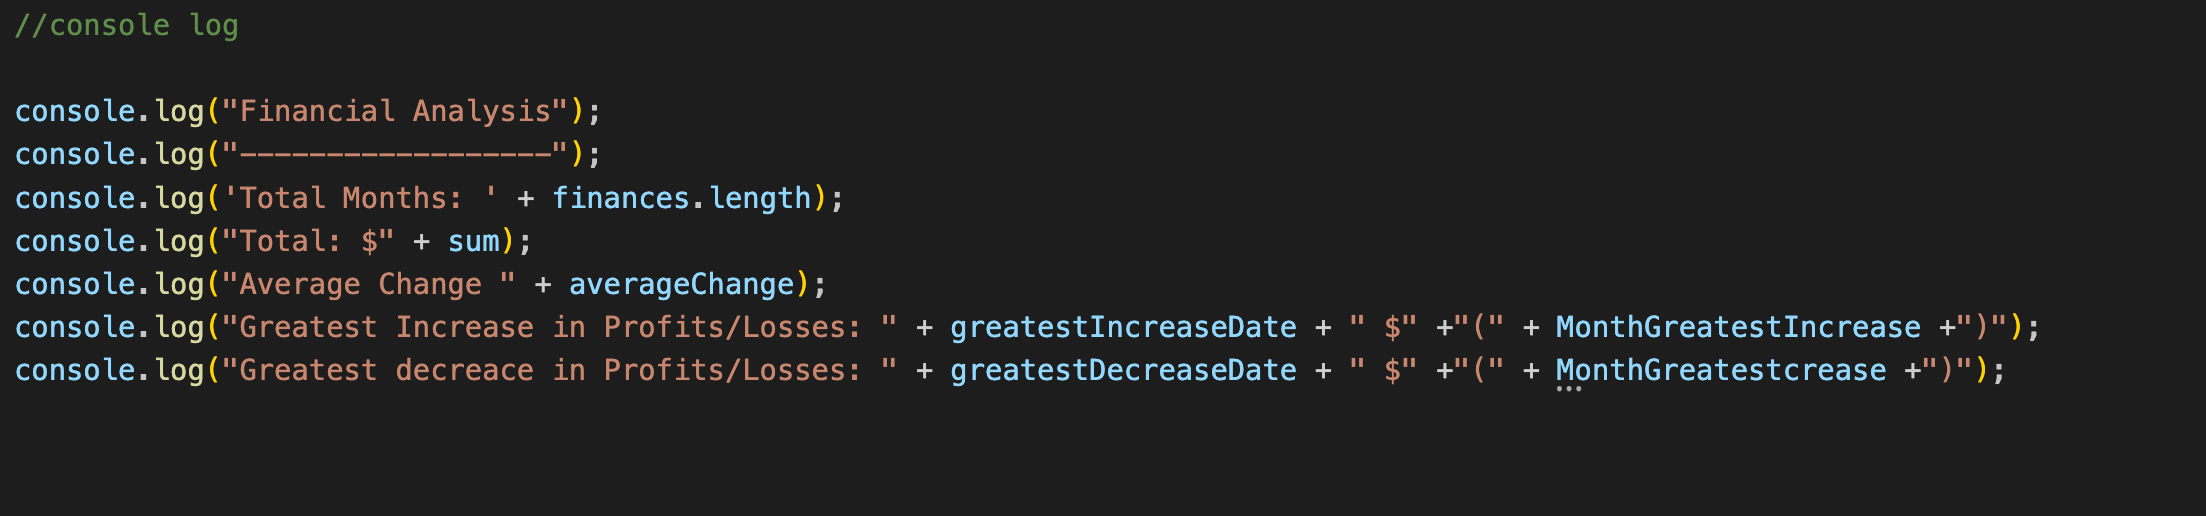 //console log
console.log("Financial Analysis");
console.log("------------------");
console.log('Total Months: ' + finances.length);
console.log("Total: $" + sum);
console.log("Average Change " + averageChange);
console.log("Greatest Increase in Profits/Losses: " + greatestIncreaseDate + " $" +"(" + MonthGreatestIncrease +")");
console.log("Greatest decreace in Profits/Losses: " + greatestDecreaseDate + " $" +"(" + MonthGreatestcrease +")");